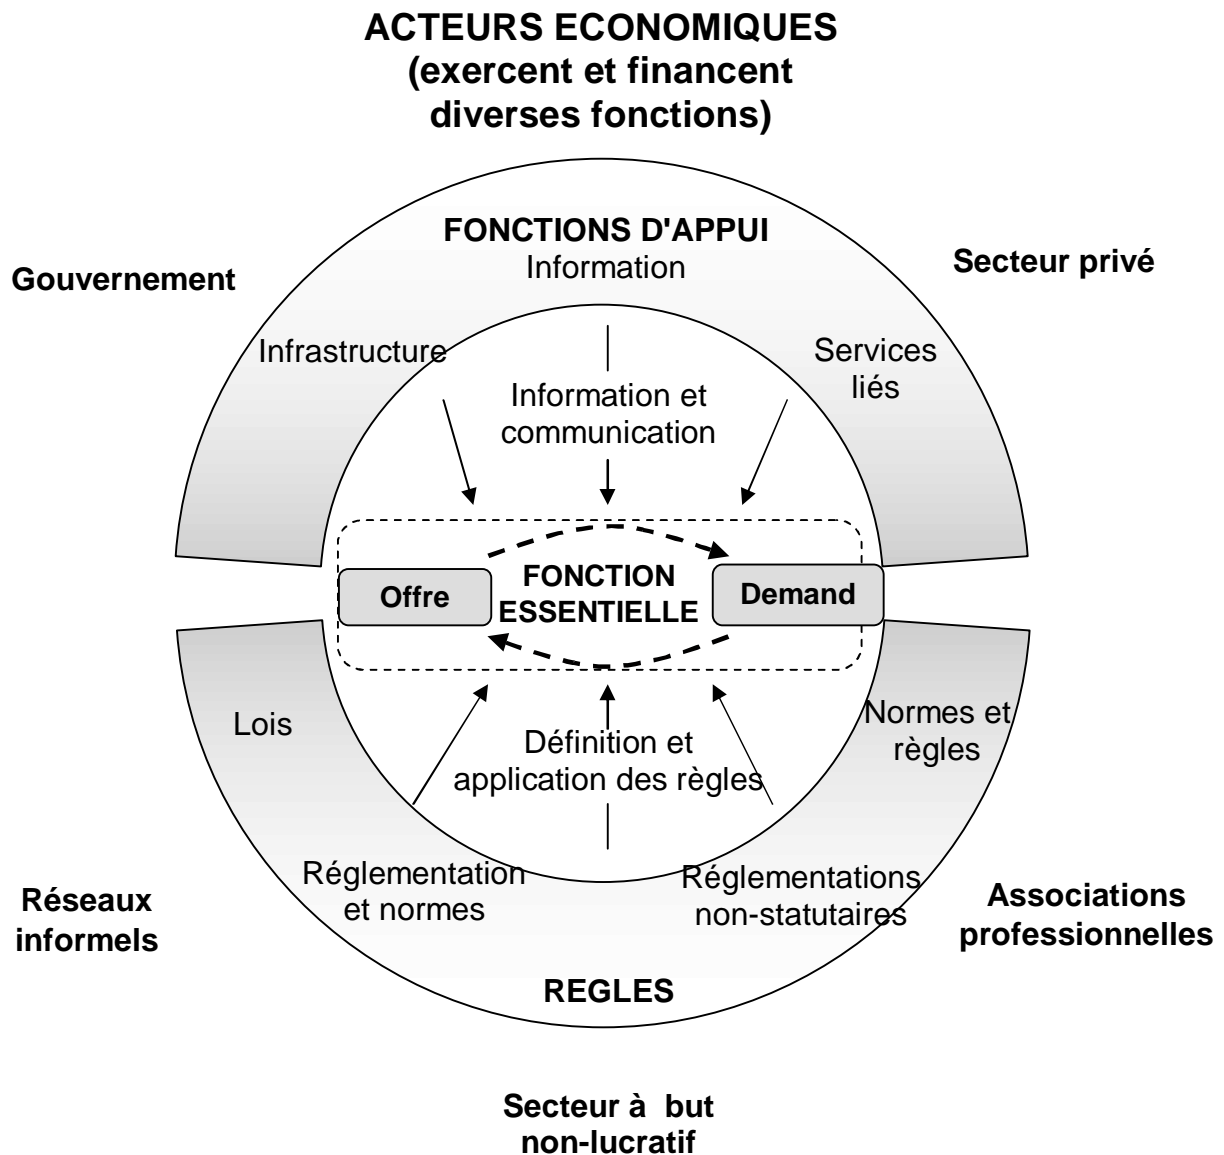 ACTEURS ECONOMIQUES
(exercent et financent
diverses fonctions)
FONCTIONS D'APPUI
Information
Gouvernement
Secteur privé
Infrastructure
Services
liés
Information et
communication
Offre
FONCTION
ESSENTIELLE
Demand
Lois
Normes et
règles
Définition et
application des règles
Réglementation
et normes
Réglementations
non-statutaires
Réseaux
informels
Associations
professionnelles
REGLES
Secteur à but
non-lucratif